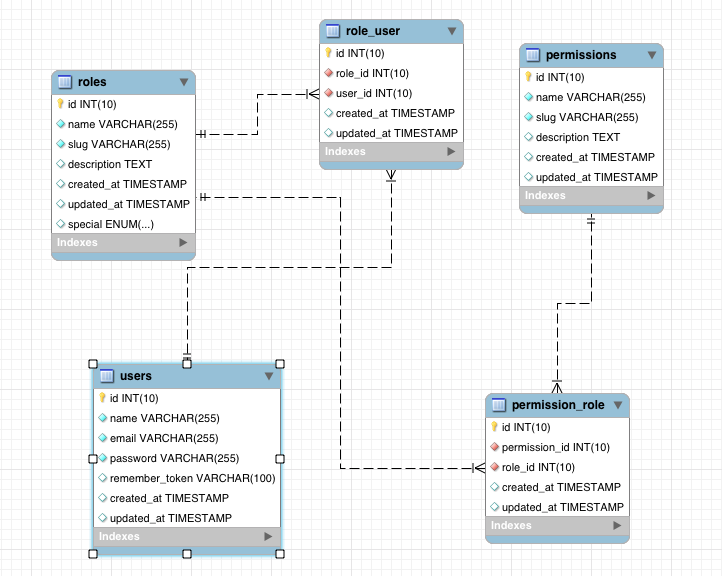 role_user
id INT(10)
role_id INT(10)
user_id INT(10)
created_at TIMESTAMP
updated_at TIMESTAMP
Indexes
permissions
id INT(10)
name VARCHAR(255)
slug VARCHAR(255)
description TEXT
created_at TIMESTAMP
updated_at TIMESTAMP
Indexes
roles
id INT(10)
name VARCHAR(255)
slug VARCHAR(255)
description TEXT
created_at TIMESTAMP
updated_at TIMESTAMP
special ENUM(...)
Indexes
users
id INT(10)
name VARCHAR(255)
email VARCHAR(255)
password VARCHAR(255)
remember_token VARCHAR(100)
created_at TIMESTAMP
updated_at TIMESTAMP
Indexes
permission_role
id INT(10)
permission_id INT(10)
role_id INT(10)
created_at TIMESTAMP
updated_at TIMESTAMP
Indexes